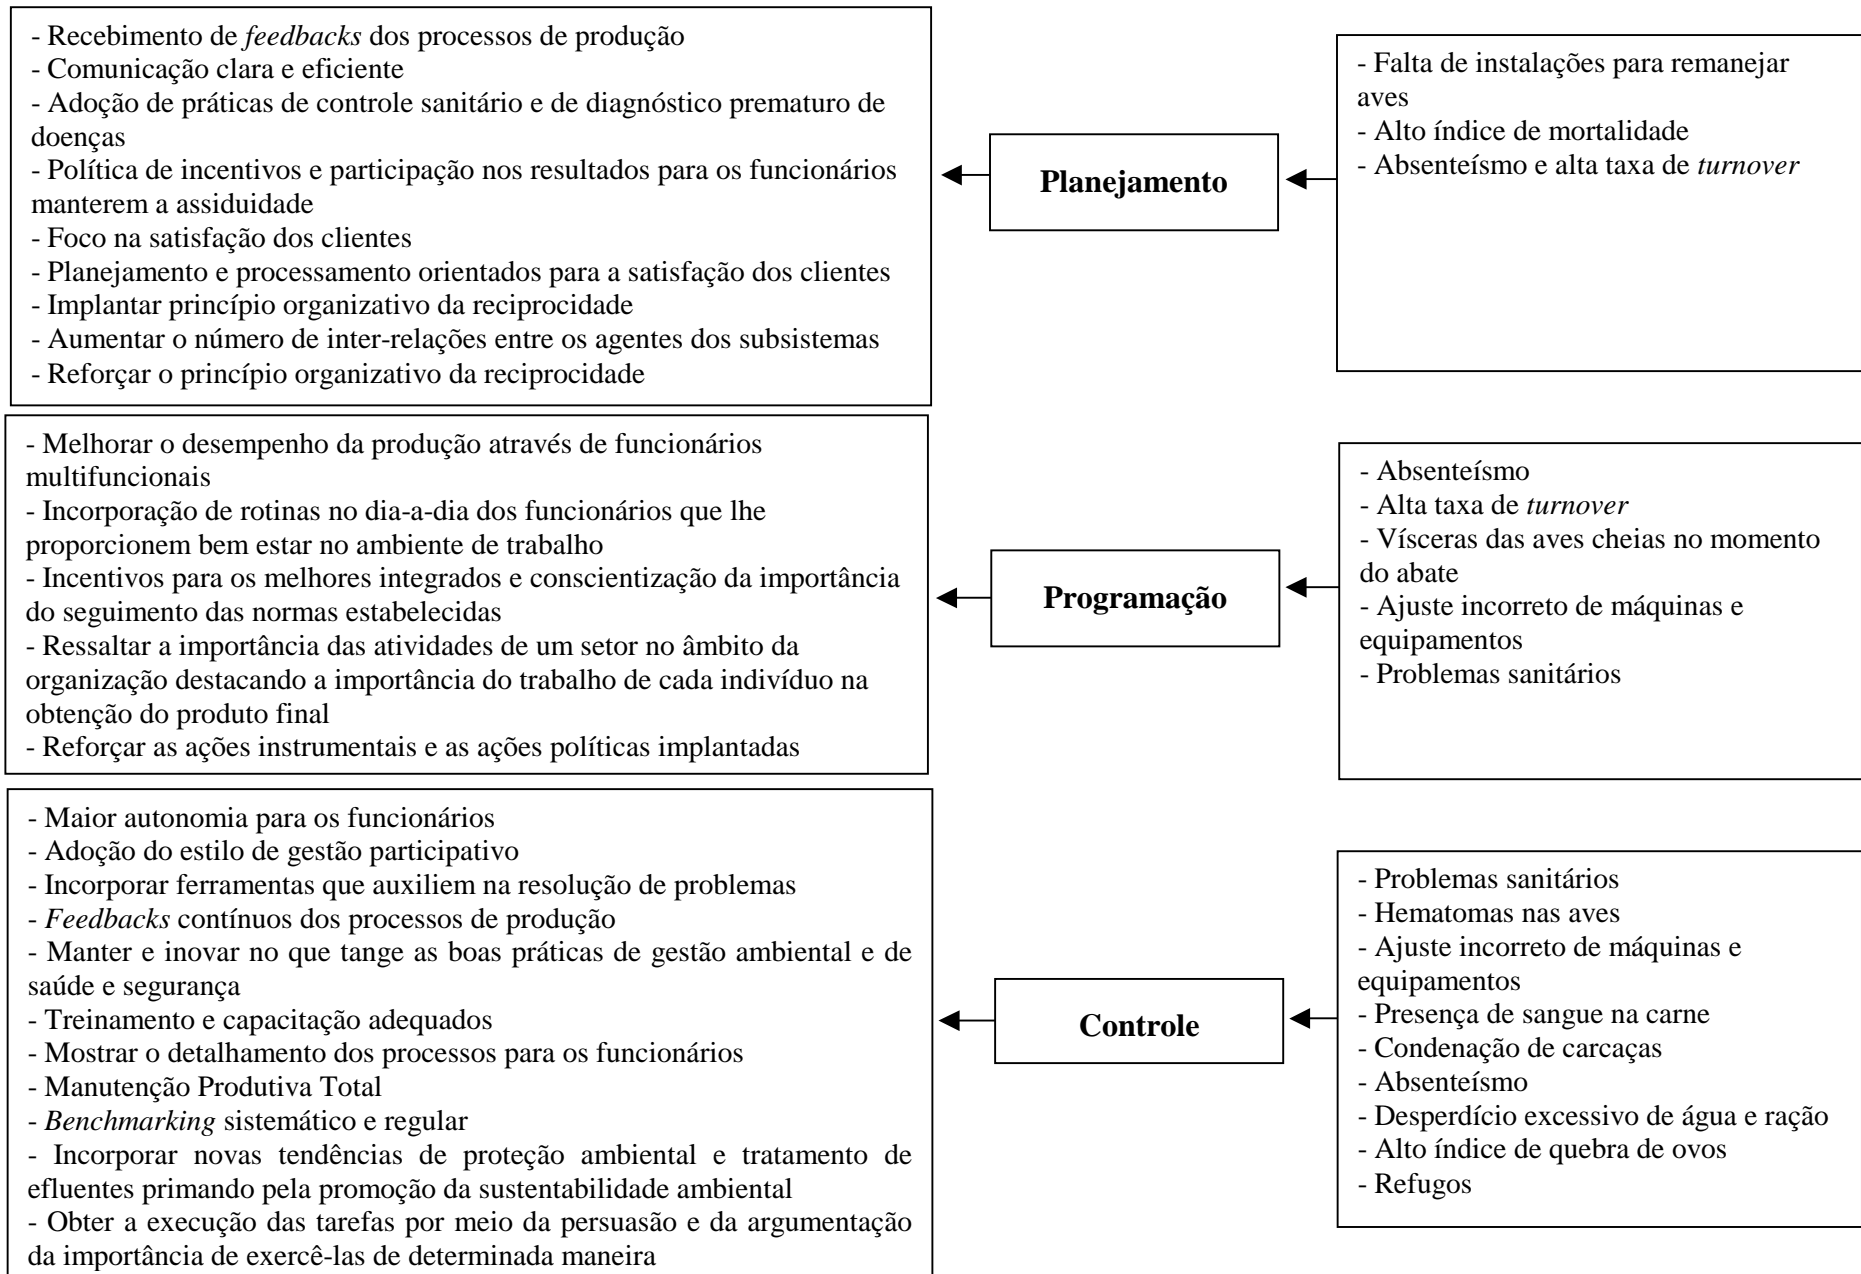 - Recebimento de feedbacks dos processos de produção
- Comunicação clara e eficiente
- Adoção de práticas de controle sanitário e de diagnóstico prematuro de
doenças
- Política de incentivos e participação nos resultados para os funcionários
manterem a assiduidade
- Foco na satisfação dos clientes
- Planejamento e processamento orientados para a satisfação dos clientes
- Implantar princípio organizativo da reciprocidade
- Aumentar o número de inter-relações entre os agentes dos subsistemas
- Reforçar o princípio organizativo da reciprocidade
Planejamento
- Falta de instalações para remanejar
aves
- Alto índice de mortalidade
- Absenteísmo e alta taxa de turnover
- Melhorar o desempenho da produção através de funcionários
multifuncionais
- Incorporação de rotinas no dia-a-dia dos funcionários que lhe
proporcionem bem estar no ambiente de trabalho
- Incentivos para os melhores integrados e conscientização da importância
do seguimento das normas estabelecidas
- Ressaltar a importância das atividades de um setor no âmbito da
organização destacando a importância do trabalho de cada indivíduo na
obtenção do produto final
- Reforçar as ações instrumentais e as ações políticas implantadas
Programação
- Absenteísmo
- Alta taxa de turnover
- Vísceras das aves cheias no momento
do abate
- Ajuste incorreto de máquinas e
equipamentos
- Problemas sanitários
- Maior autonomia para os funcionários
- Adoção do estilo de gestão participativo
- Incorporar ferramentas que auxiliem na resolução de problemas
- Feedbacks contínuos dos processos de produção
- Manter e inovar no que tange as boas práticas de gestão ambiental e de
saúde e segurança
- Treinamento e capacitação adequados
- Mostrar o detalhamento dos processos para os funcionários
- Manutenção Produtiva Total
- Benchmarking sistemático e regular
- Incorporar novas tendências de proteção ambiental e tratamento de
efluentes primando pela promoção da sustentabilidade ambiental
- Obter a execução das tarefas por meio da persuasão e da argumentação
da importância de exercê-las de determinada maneira
Controle
- Problemas sanitários
- Hematomas nas aves
- Ajuste incorreto de máquinas e
equipamentos
- Presença de sangue na carne
- Condenação de carcaças
- Absenteísmo
- Desperdício excessivo de água e ração
- Alto índice de quebra de ovos
- Refugos